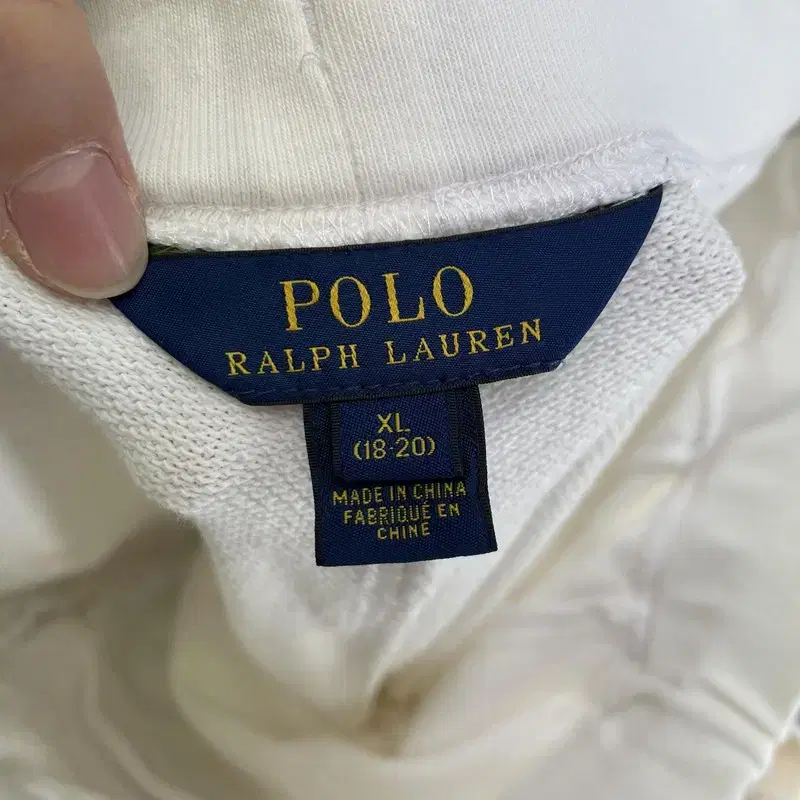 POLO
RALPH LAUREN
XL
(18-20)
MADE IN CHINA
FABRIQUÉ EN
CHINE